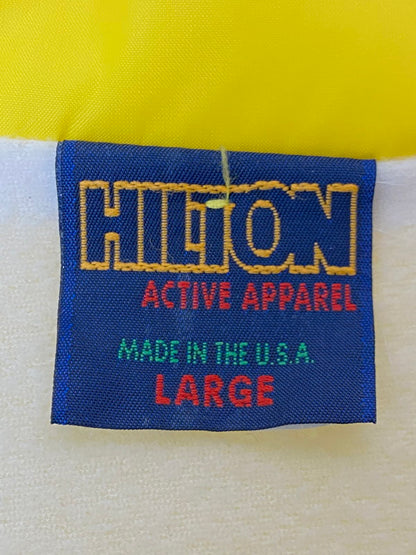 HILTON
ACTIVE APPAREL
MADE IN THE U.S.A.
LARGE